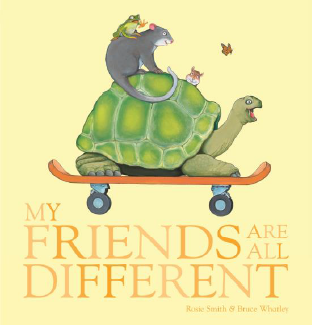 MY
FRIENDS ARE
ALL
DIFFERENT
Rosie Smith & Bruce Whatley